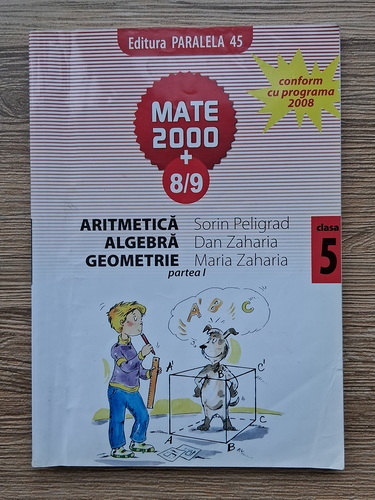 Editura PARALELA 45
conform
cu programa
2008
MATE
2000
+
8/9
ARITMETICĂ Sorin Peligrad
ALGEBRĂ Dan Zaharia
GEOMETRIE Maria Zaharia
partea I
clasa
5
A' B' C'
A' B' C'
A B C